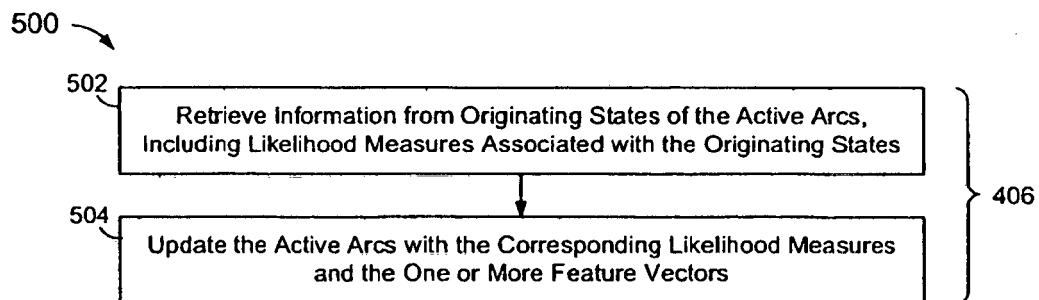 500
502
Retrieve Information from Originating States of the Active Arcs,
Including Likelihood Measures Associated with the Originating States
406
504
Update the Active Arcs with the Corresponding Likelihood Measures
and the One or More Feature Vectors